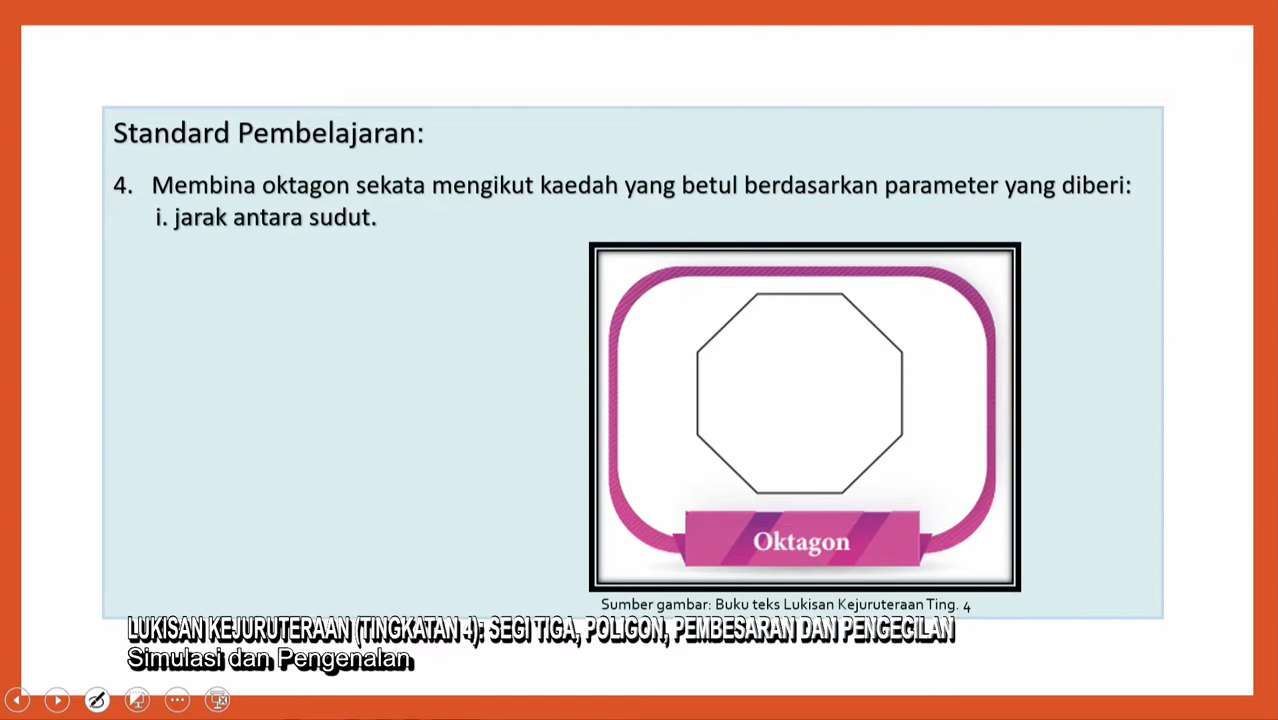 Standard Pembelajaran:
4. Membina oktagon sekata mengikut kaedah yang betul berdasarkan parameter yang diberi:
i. jarak antara sudut.
Oktagon
Sumber gambar: Buku teks Lukisan Kejuruteraan Ting. 4
LUKISAN KEJURUTERAAN (TINGKATAN 4): SEGI TIGA, POLIGON, PEMBESARAN DAN PENGECILAN
Simulasi dan Pengenalan